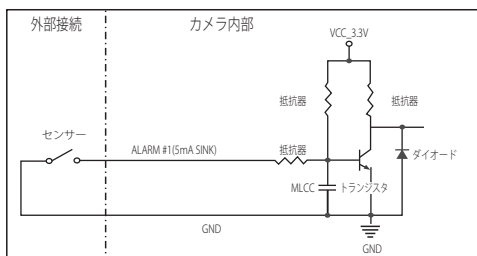 外部接続
カメラ内部
VCC_3.3V
抵抗器
抵抗器
センサー
ALARM #1(5mA SINK)
抵抗器
ダイオード
MLCC
トランジスタ
GND
GND